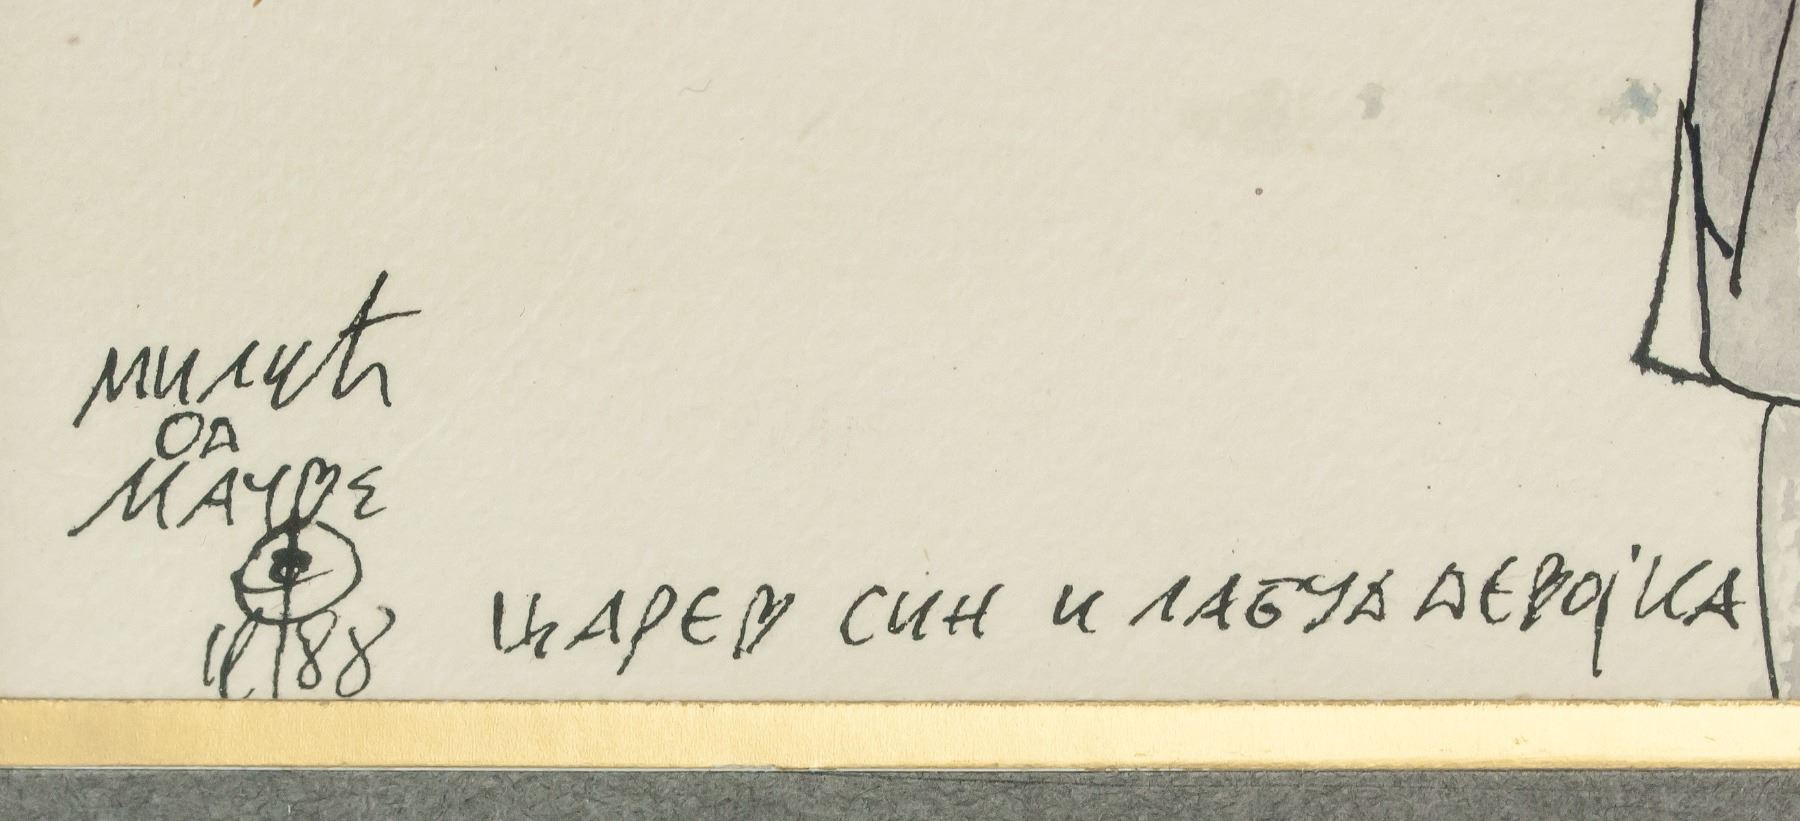 Милић
од
Мачве
1988
ЦАРЕВ СИН И ЛАБУД ДЕВОЈКА